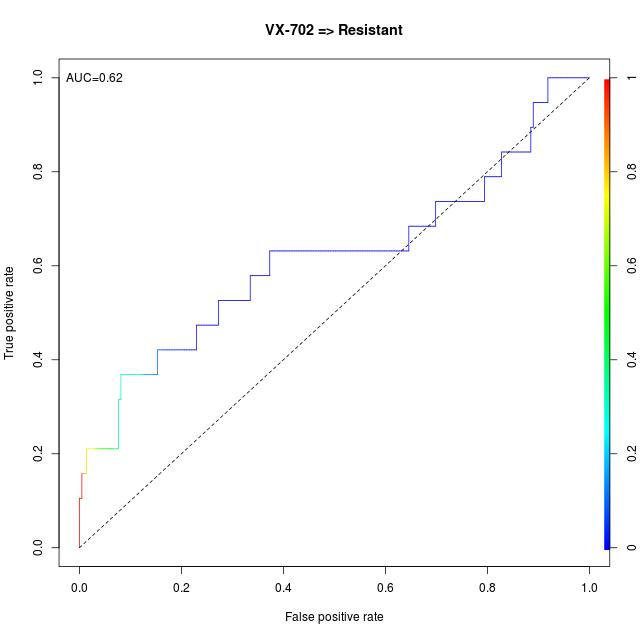 VX-702 => Resistant
AUC=0.62
True positive rate
1.0
0.8
0.6
0.4
0.2
0.0
0.0 0.2 0.4 0.6 0.8 1.0
False positive rate
1
0.8
0.6
0.4
0.2
0